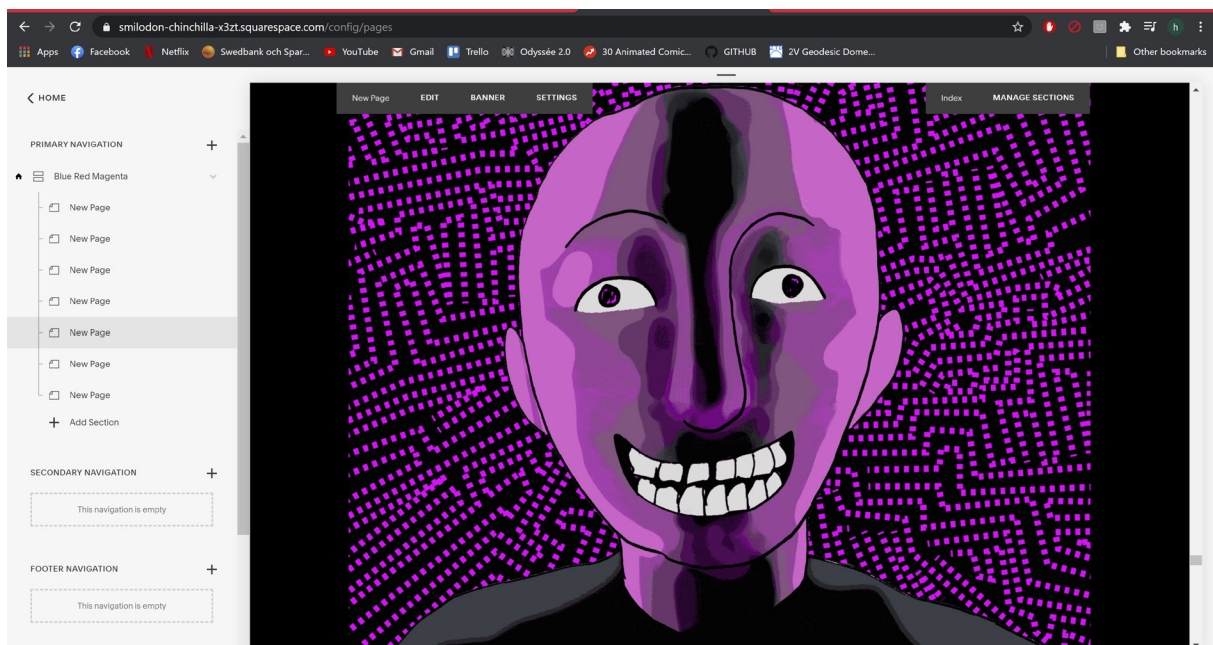 smilodon-chinchilla-x3zt.squarespace.com/config/pages
h
Apps Facebook Netflix Swedbank och Spar... YouTube Gmail Trello Odyssée 2.0 30 Animated Comic... GITHUB 2V Geodesic Dome... Other bookmarks
HOME
New Page EDIT BANNER SETTINGS
Index MANAGE SECTIONS
PRIMARY NAVIGATION
Blue Red Magenta
New Page
New Page
New Page
New Page
New Page
New Page
New Page
Add Section
SECONDARY NAVIGATION
This navigation is empty
FOOTER NAVIGATION
This navigation is empty